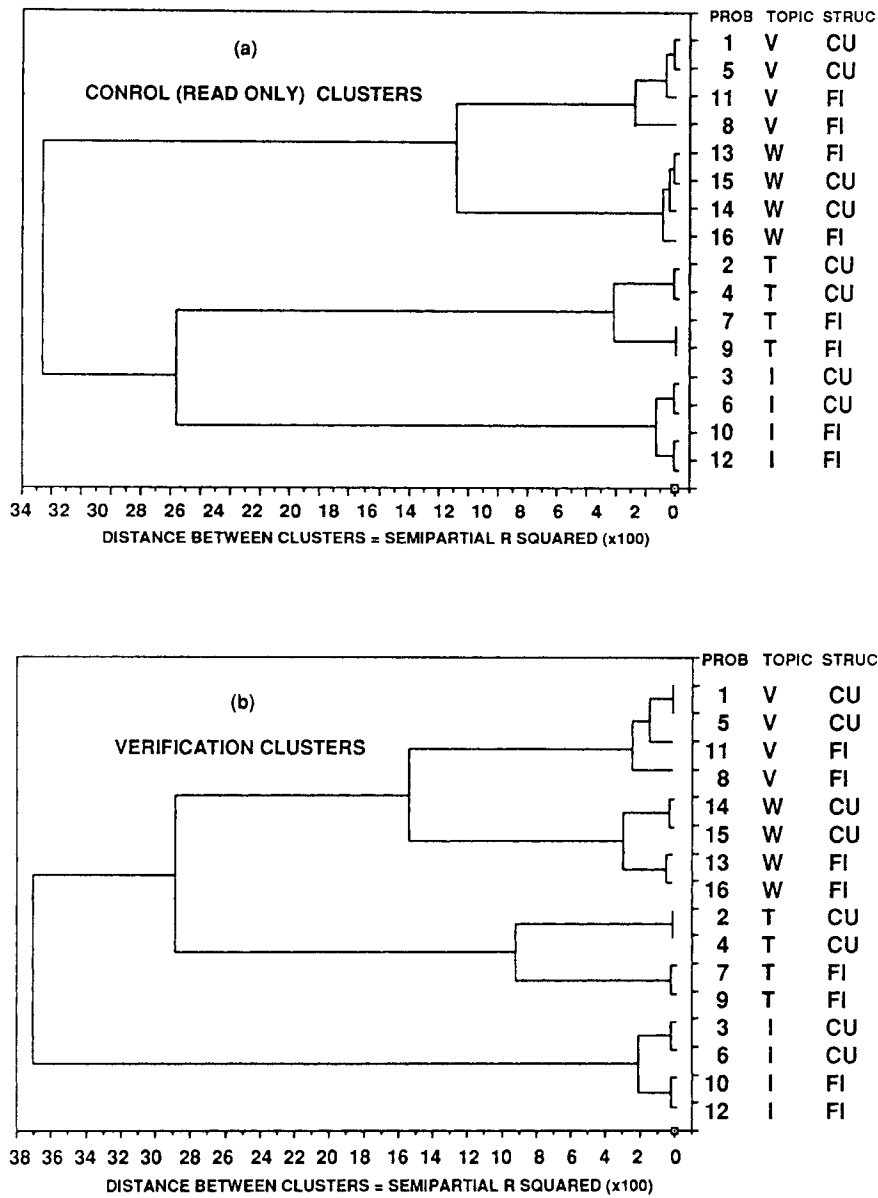 PROB TOPIC STRUC
(a)
CONROL (READ ONLY) CLUSTERS
1 V CU
5 V CU
11 V FI
8 V FI
13 W FI
15 W CU
14 W CU
16 W FI
2 T CU
4 T CU
7 T FI
9 T FI
3 I CU
6 I CU
10 I FI
12 I FI
34 32 30 28 26 24 22 20 18 16 14 12 10 8 6 4 2 0
DISTANCE BETWEEN CLUSTERS = SEMIPARTIAL R SQUARED (x100)
PROB TOPIC STRUC
(b)
VERIFICATION CLUSTERS
1 V CU
5 V CU
11 V FI
8 V FI
14 W CU
15 W CU
13 W FI
16 W FI
2 T CU
4 T CU
7 T FI
9 T FI
3 I CU
6 I CU
10 I FI
12 I FI
38 36 34 32 30 28 26 24 22 20 18 16 14 12 10 8 6 4 2 0
DISTANCE BETWEEN CLUSTERS = SEMIPARTIAL R SQUARED (x100)